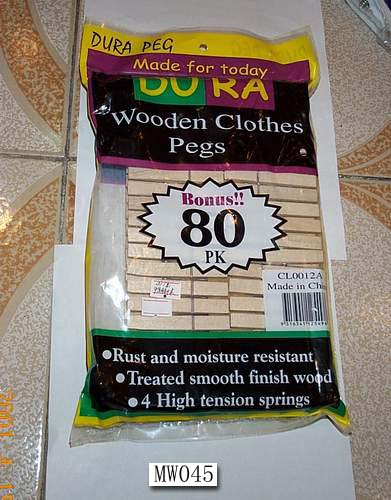 DURA PEG
Made for today
DURA
Wooden Clothes
Pegs
Bonus!!
80
PK
CL0012A
Made in Ch
Rust and moisture resistant
Treated smooth finish wood
4 High tension springs
MW045